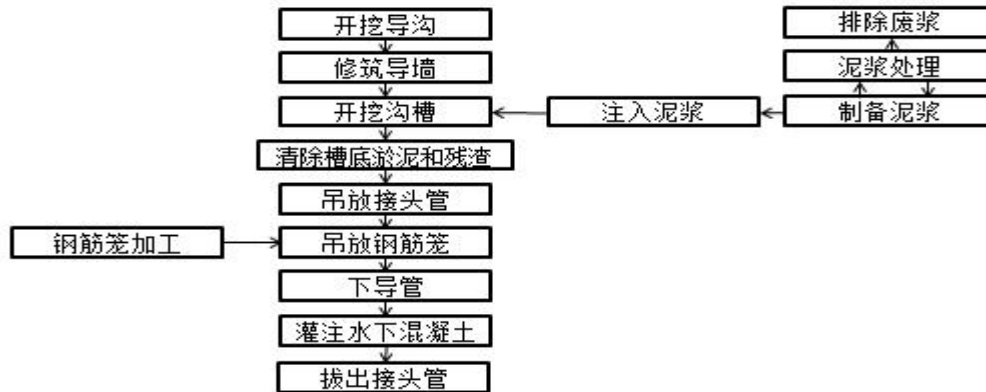 开挖导沟
排除废浆
修筑导墙
泥浆处理
开挖沟槽
注入泥浆
制备泥浆
清除槽底淤泥和残渣
吊放接头管
钢筋笼加工
吊放钢筋笼
下导管
灌注水下混凝土
拔出接头管